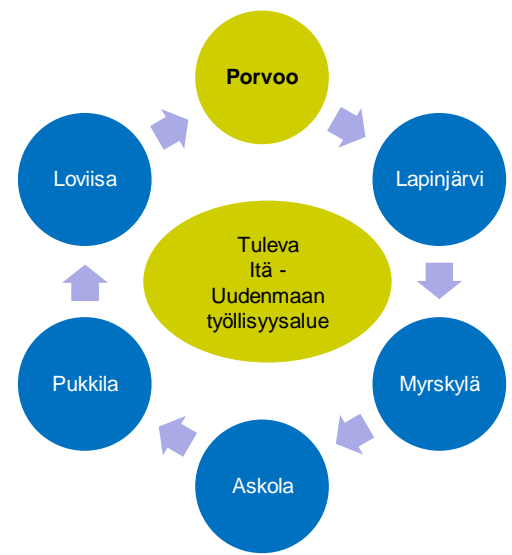 Porvoo
Lapinjärvi
Myrskylä
Askola
Pukkila
Loviisa
Tuleva
Itä -
Uudenmaan
työllisyysalue